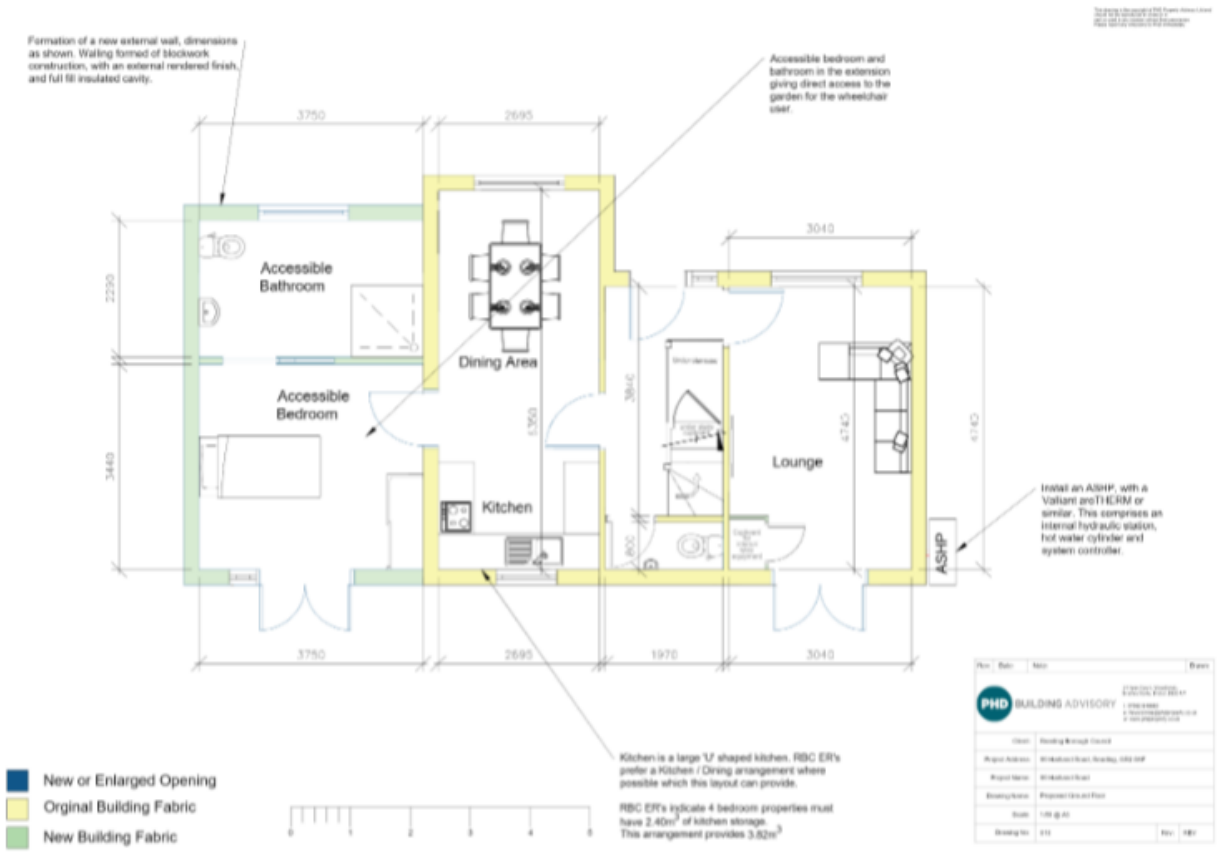 Formation of a new external wall, dimensions
as shown. Walling formed of blockwork
construction, with an external rendered finish,
and full fill insulated cavity.
Accessible bedroom and
bathroom in the extension
giving direct access to the
garden for the wheelchair
user.
3750
2695
3040
2290
Accessible
Bathroom
Dining Area
Accessible
Bedroom
3840
5350
4740
4740
3440
Lounge
Kitchen
800
Install an ASHP, with a
Valiant aroTHERM or
similar. This comprises an
internal hydraulic station,
hot water cylinder and
system controller.
ASHP
3750
2695
1970
3040
Rev
Date
Note
Drawn
PHD BUILDING ADVISORY
Client
Reading Borough Council
Project Address
Project Name
Drawing Name
Proposed Ground Floor
Scale
Drawing No
Rev
Kitchen is a large 'U' shaped kitchen. RBC ER's
prefer a Kitchen / Dining arrangement where
possible which this layout can provide.
RBC ER's indicate 4 bedroom properties must
have 2.40m3 of kitchen storage.
This arrangement provides 3.82m3
New or Enlarged Opening
Orginal Building Fabric
New Building Fabric
0 1 2 3 4 5